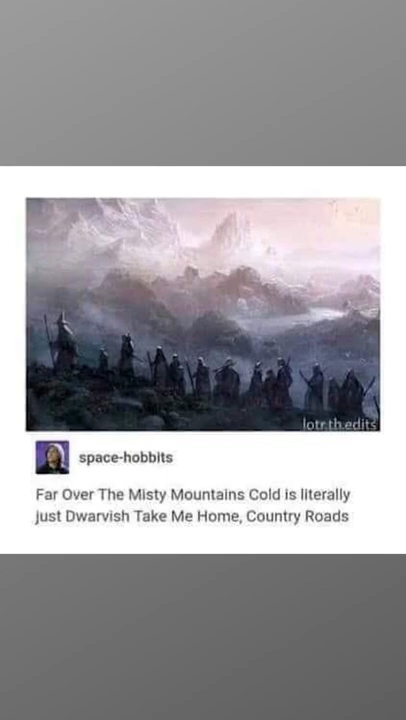 lotr.th.edits
space-hobbits
Far Over The Misty Mountains Cold is literally
just Dwarvish Take Me Home, Country Roads